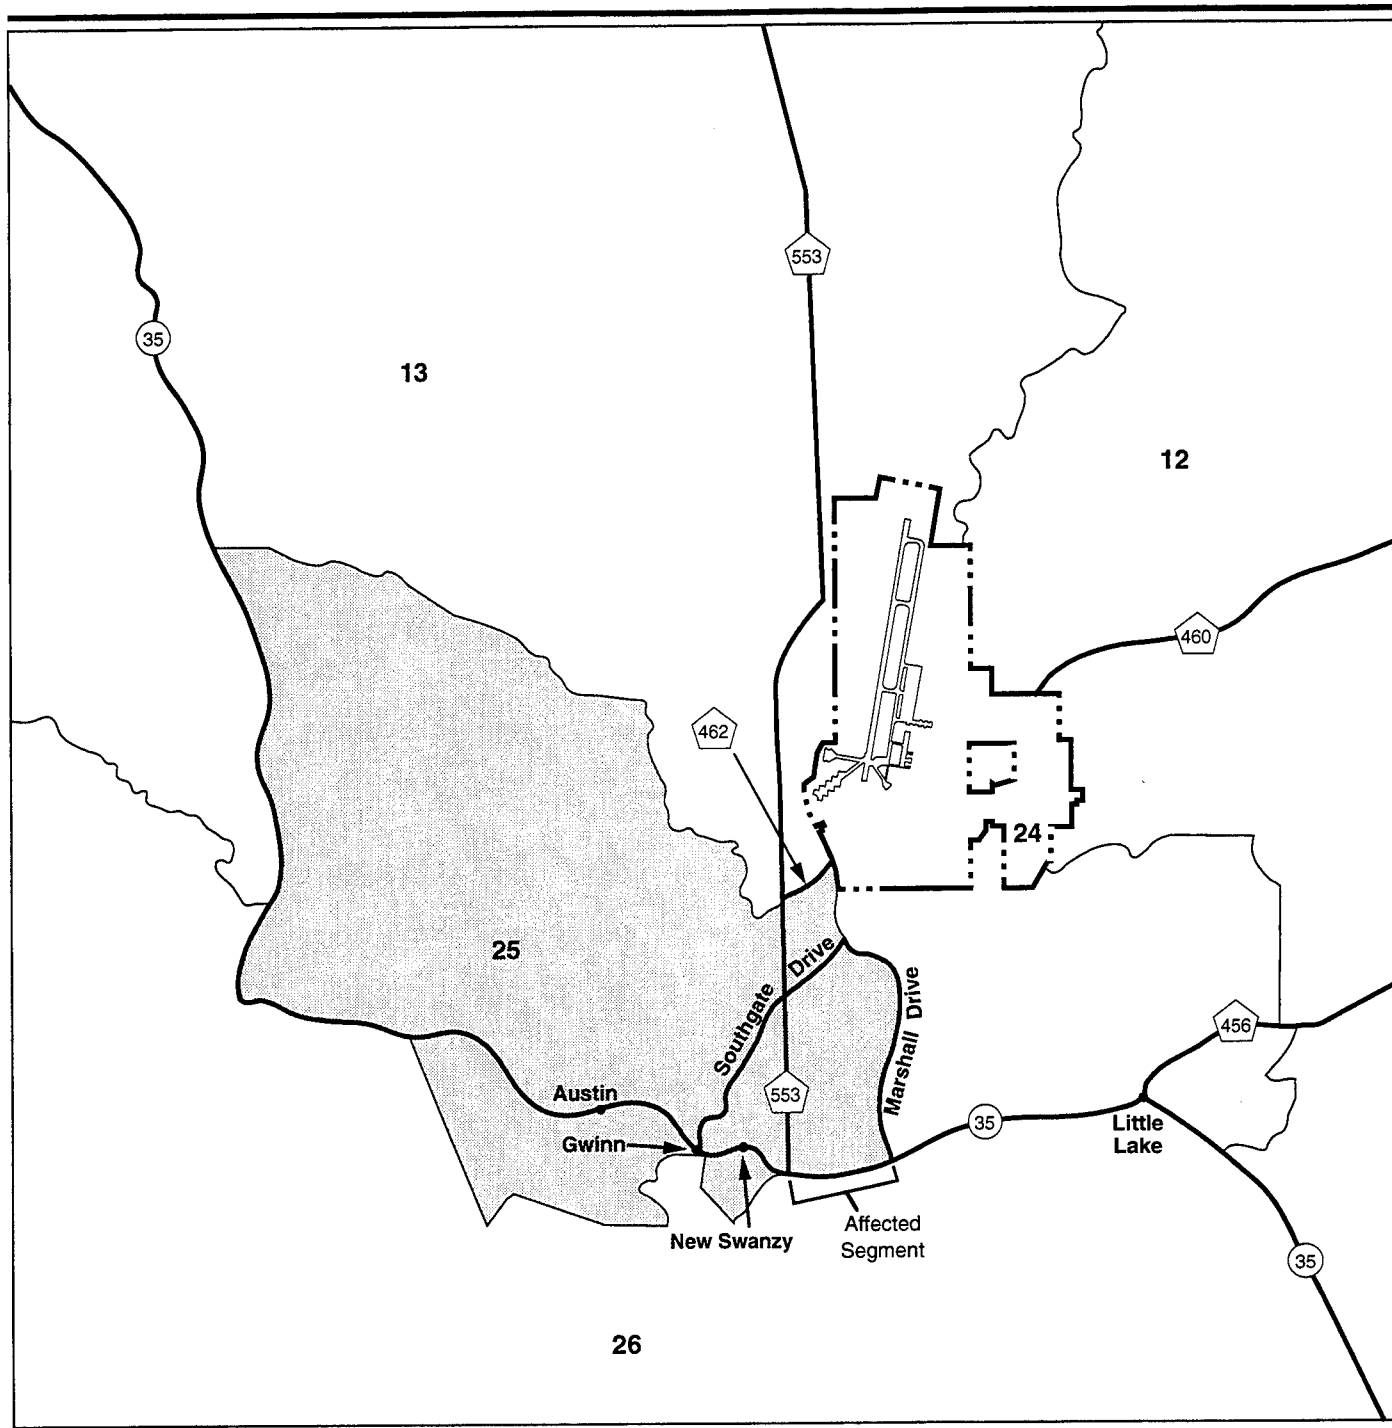 553
35
13
12
460
462
24
25
Southgate Drive
Marshall Drive
456
Austin
553
Gwinn
35
Little
Lake
New Swanzy
Affected
Segment
35
26